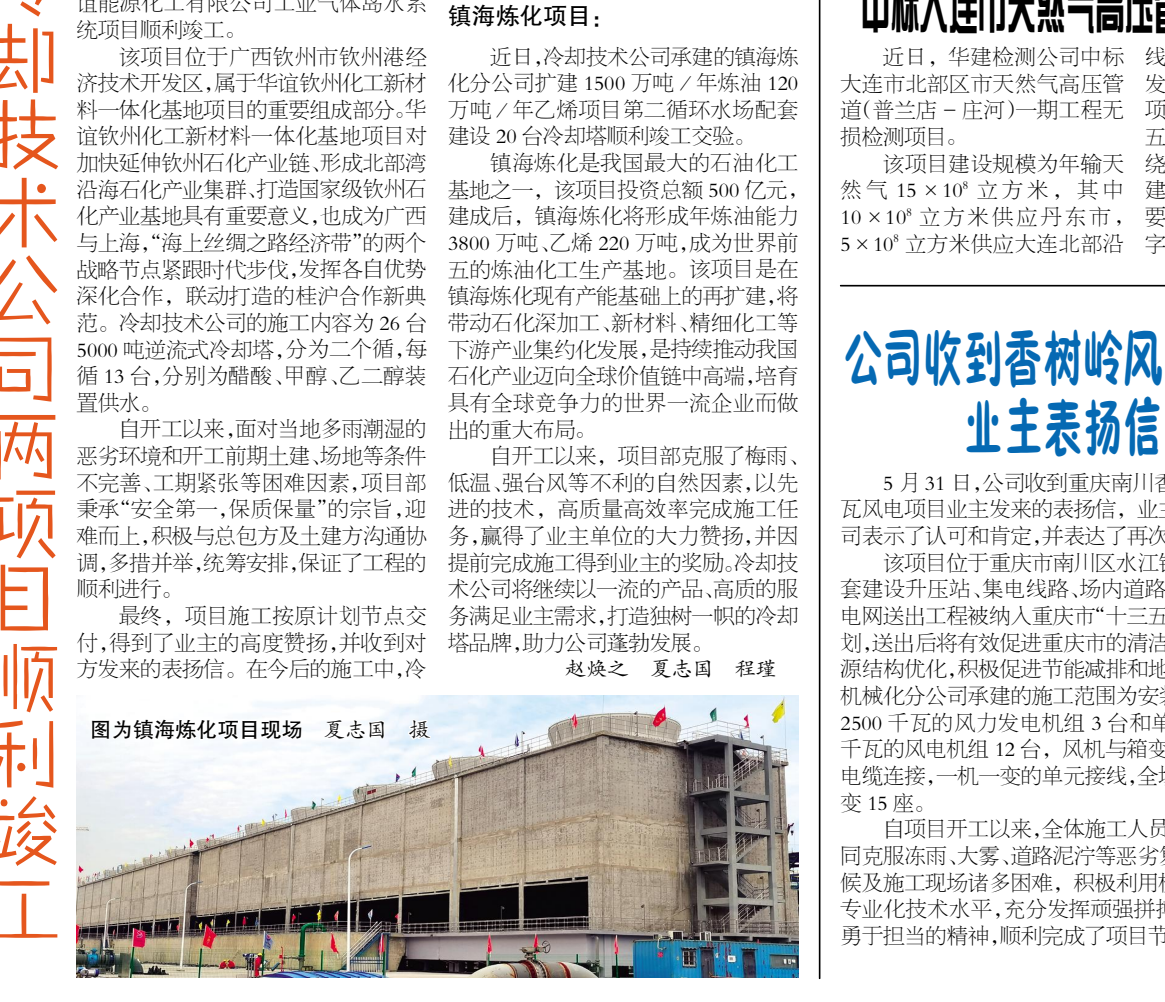 却技术公司两项目顺利竣工
谊能源化工有限公司工业气体岛水系
统项目顺利竣工。
该项目位于广西钦州市钦州港经
济技术开发区,属于华谊钦州化工新材
料一体化基地项目的重要组成部分。华
谊钦州化工新材料一体化基地项目对
加快延伸钦州石化产业链、形成北部湾
沿海石化产业集群、打造国家级钦州石
化产业基地具有重要意义,也成为广西
与上海,“海上丝绸之路经济带”的两个
战略节点紧跟时代步伐,发挥各自优势
深化合作，联动打造的桂沪合作新典
范。冷却技术公司的施工内容为 26 台
5000 吨逆流式冷却塔,分为二个循,每
循 13 台,分别为醋酸、甲醇、乙二醇装
置供水。
自开工以来,面对当地多雨潮湿的
恶劣环境和开工前期土建、场地等条件
不完善、工期紧张等困难因素,项目部
秉承“安全第一,保质保量”的宗旨,迎
难而上,积极与总包方及土建方沟通协
调,多措并举,统筹安排,保证了工程的
顺利进行。
最终，项目施工按原计划节点交
付,得到了业主的高度赞扬,并收到对
方发来的表扬信。在今后的施工中,冷
镇海炼化项目：
近日,冷却技术公司承建的镇海炼
化分公司扩建 1500 万吨／年炼油 120
万吨／年乙烯项目第二循环水场配套
建设 20 台冷却塔顺利竣工交验。
镇海炼化是我国最大的石油化工
基地之一，该项目投资总额 500 亿元，
建成后，镇海炼化将形成年炼油能力
3800 万吨、乙烯 220 万吨,成为世界前
五的炼油化工生产基地。该项目是在
镇海炼化现有产能基础上的再扩建,将
带动石化深加工、新材料、精细化工等
下游产业集约化发展,是持续推动我国
石化产业迈向全球价值链中高端,培育
具有全球竞争力的世界一流企业而做
出的重大布局。
自开工以来，项目部克服了梅雨、
低温、强台风等不利的自然因素,以先
进的技术，高质量高效率完成施工任
务,赢得了业主单位的大力赞扬,并因
提前完成施工得到业主的奖励。冷却技
术公司将继续以一流的产品、高质的服
务满足业主需求,打造独树一帜的冷却
塔品牌,助力公司蓬勃发展。
赵焕之 夏志国 程瑾
图为镇海炼化项目现场 夏志国 摄
中标大连市天然气高压管
近日，华建检测公司中标
大连市北部区市天然气高压管
道(普兰店－庄河)一期工程无
损检测项目。
该项目建设规模为年输天
然气 15×10⁸ 立方米，其中
10×10⁸ 立方米供应丹东市，
5×10⁸ 立方米供应大连北部沿
线
发
项
五
绕
建
要
字
公司收到香树岭风
业主表扬信
5 月 31 日,公司收到重庆南川香
瓦风电项目业主发来的表扬信，业主
司表示了认可和肯定,并表达了再次
该项目位于重庆市南川区水江镇
套建设升压站、集电线路、场内道路
电网送出工程被纳入重庆市“十三五
划,送出后将有效促进重庆市的清洁
源结构优化,积极促进节能减排和地
机械化分公司承建的施工范围为安装
2500 千瓦的风力发电机组 3 台和单
千瓦的风电机组 12 台，风机与箱变
电缆连接,一机一变的单元接线,全场
变 15 座。
自项目开工以来,全体施工人员
同克服冻雨、大雾、道路泥泞等恶劣复
候及施工现场诸多困难，积极利用机
专业化技术水平,充分发挥顽强拼搏
勇于担当的精神,顺利完成了项目节